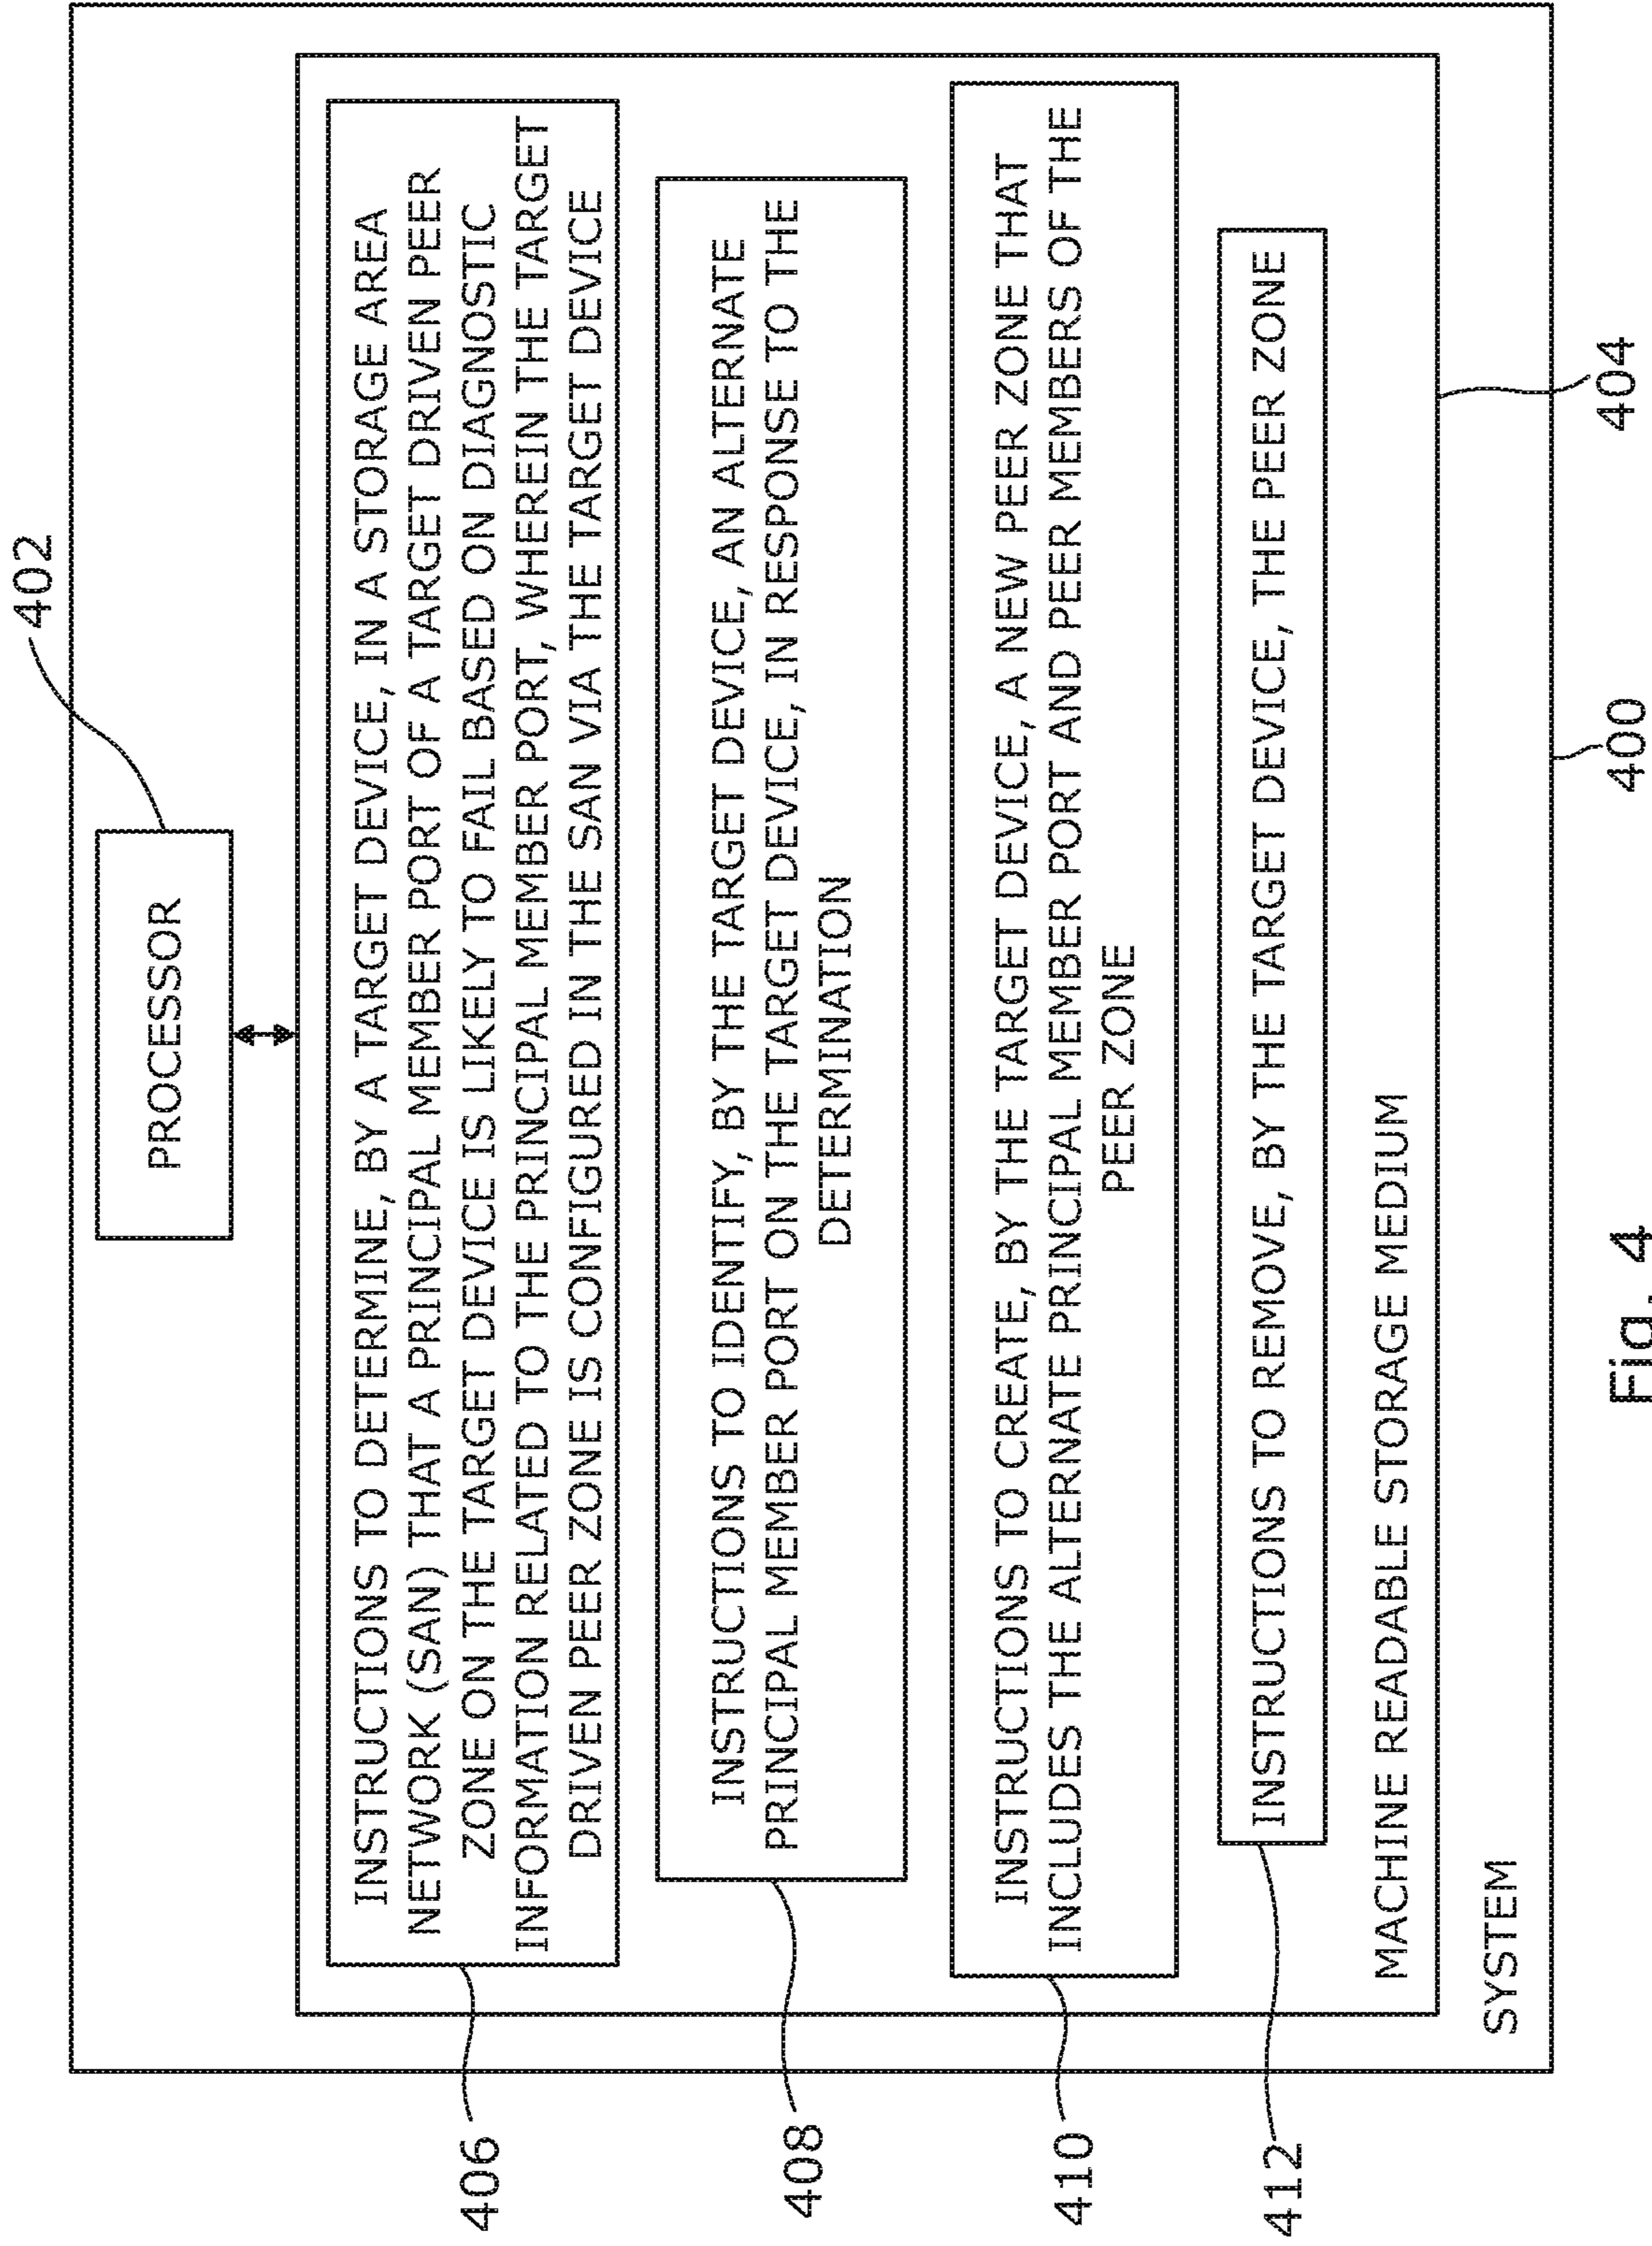 402
PROCESSOR
INSTRUCTIONS TO DETERMINE, BY A TARGET DEVICE, IN A STORAGE AREA
NETWORK (SAN) THAT A PRINCIPAL MEMBER PORT OF A TARGET DRIVEN PEER
ZONE ON THE TARGET DEVICE IS LIKELY TO FAIL BASED ON DIAGNOSTIC
INFORMATION RELATED TO THE PRINCIPAL MEMBER PORT, WHEREIN THE TARGET
DRIVEN PEER ZONE IS CONFIGURED IN THE SAN VIA THE TARGET DEVICE
406
INSTRUCTIONS TO IDENTIFY, BY THE TARGET DEVICE, AN ALTERNATE
PRINCIPAL MEMBER PORT ON THE TARGET DEVICE, IN RESPONSE TO THE
DETERMINATION
408
INSTRUCTIONS TO CREATE, BY THE TARGET DEVICE, A NEW PEER ZONE THAT
INCLUDES THE ALTERNATE PRINCIPAL MEMBER PORT AND PEER MEMBERS OF THE
PEER ZONE
410
INSTRUCTIONS TO REMOVE, BY THE TARGET DEVICE, THE PEER ZONE
412
MACHINE READABLE STORAGE MEDIUM
SYSTEM
404
400
Fig. 4